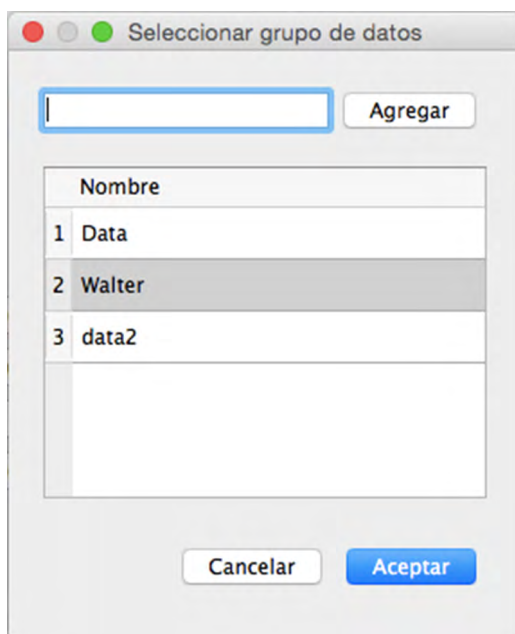 Seleccionar grupo de datos
Agregar
Nombre
1 Data
2 Walter
3 data2
Cancelar Aceptar